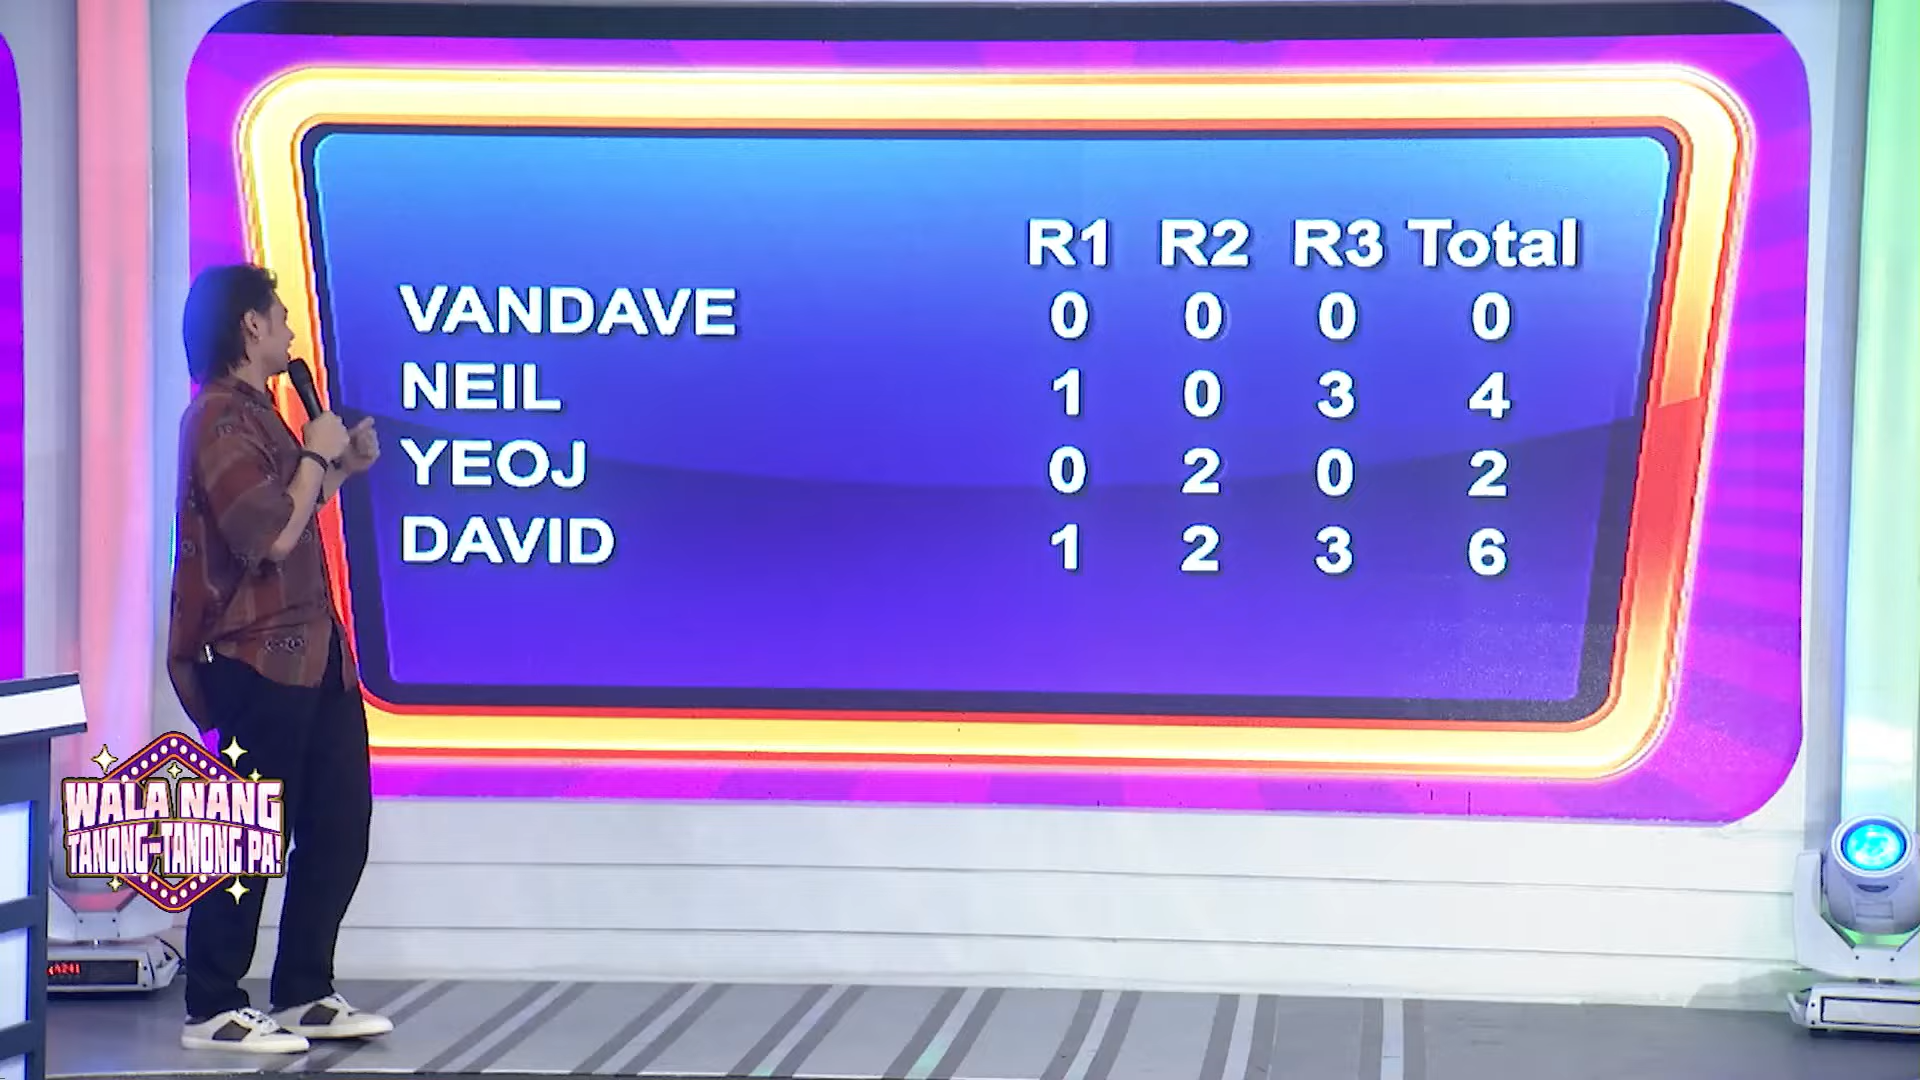 R1 R2 R3 Total
VANDAVE 0 0 0 0
NEIL 1 0 3 4
YEOJ 0 2 0 2
DAVID 1 2 3 6
WALA NANG
TANONG-TANONG PA!